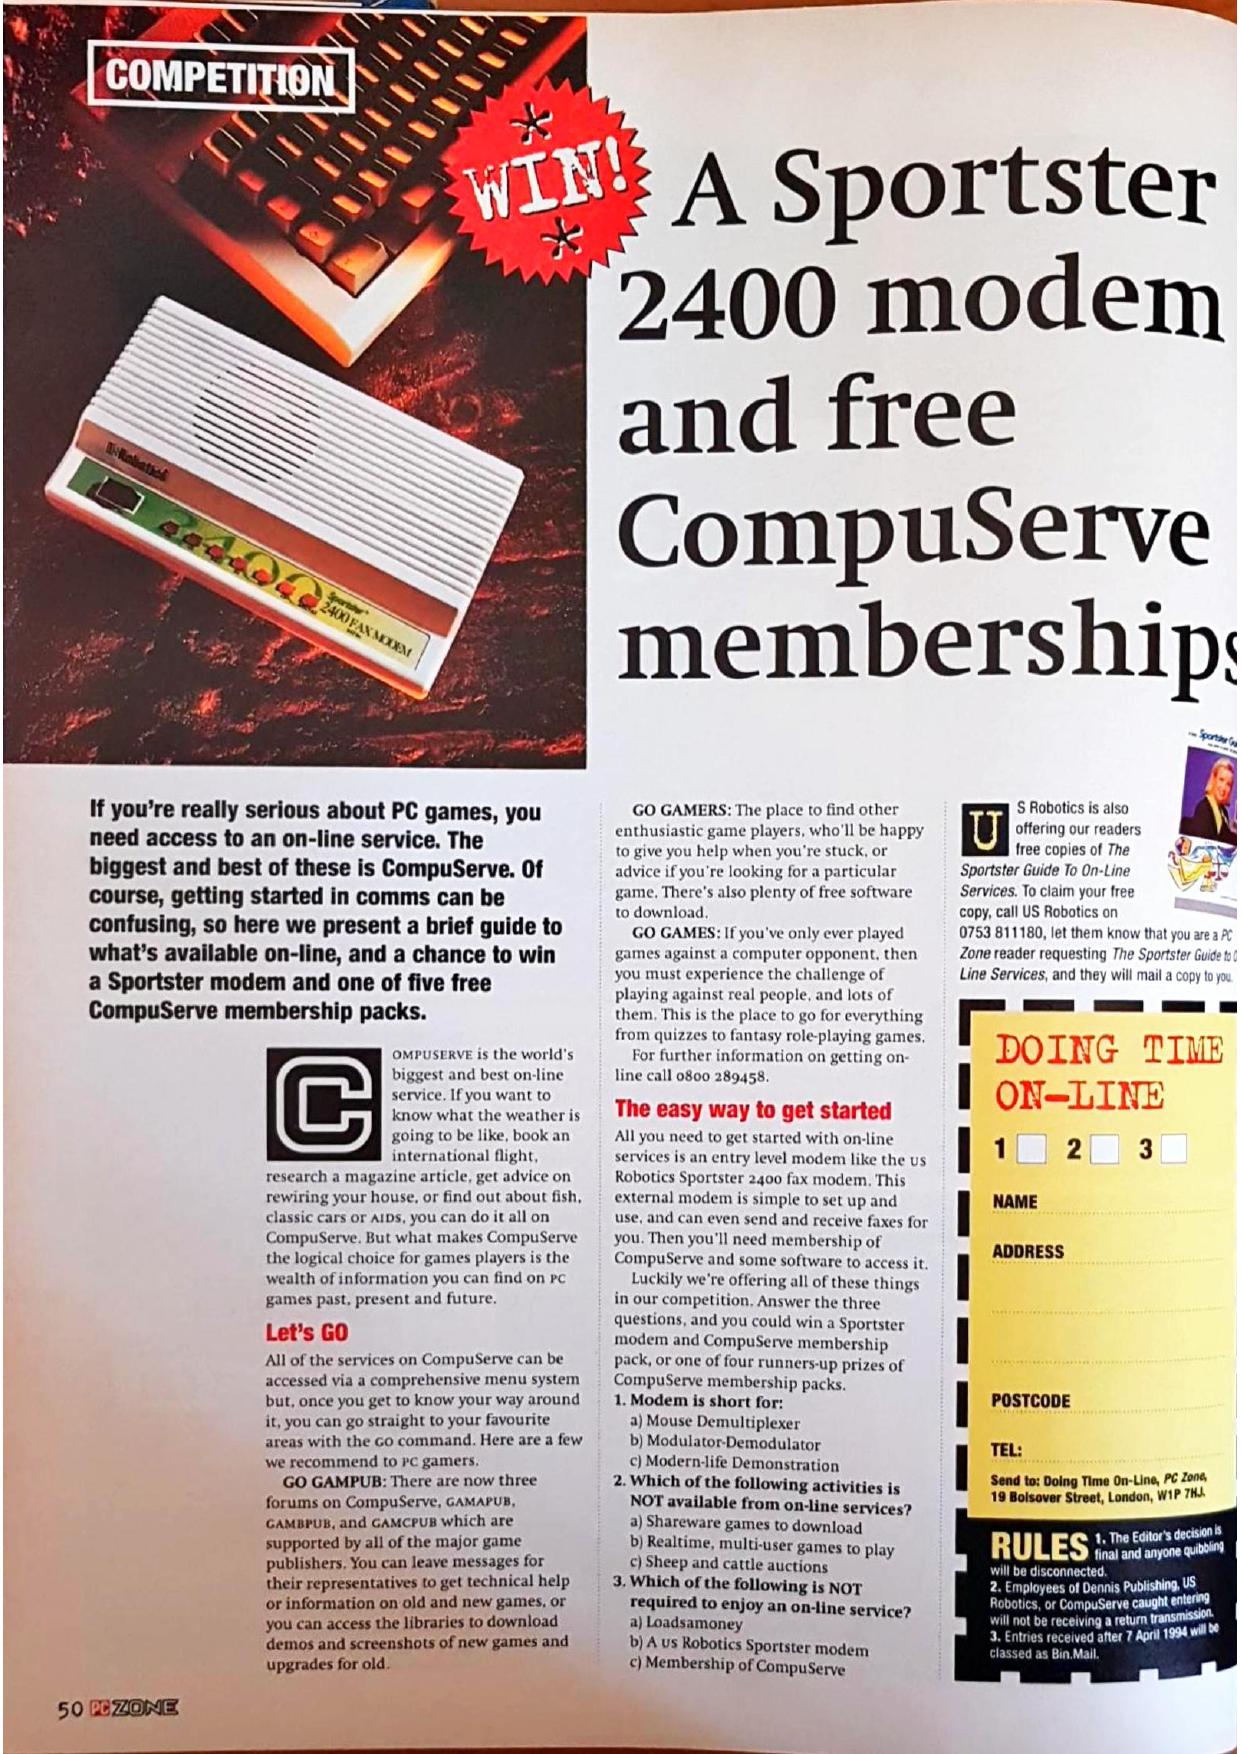 COMPETITION
WIN!
A Sportster
2400 modem
and free
CompuServe
memberships
Robotics
2400
Sportster
2400 FAX MODEM
If you're really serious about PC games, you
need access to an on-line service. The
biggest and best of these is CompuServe. Of
course, getting started in comms can be
confusing, so here we present a brief guide to
what's available on-line, and a chance to win
a Sportster modem and one of five free
CompuServe membership packs.
COMPUSERVE is the world's
biggest and best on-line
service. If you want to
know what the weather is
going to be like, book an
international flight,
research a magazine article, get advice on
rewiring your house, or find out about fish,
classic cars or AIDS, you can do it all on
CompuServe. But what makes CompuServe
the logical choice for games players is the
wealth of information you can find on PC
games past, present and future.
Let's GO
All of the services on CompuServe can be
accessed via a comprehensive menu system
but, once you get to know your way around
it, you can go straight to your favourite
areas with the GO command. Here are a few
we recommend to PC gamers.
GO GAMPUB: There are now three
forums on CompuServe, GAMAPUB,
GAMBPUB, and GAMCPUB which are
supported by all of the major game
publishers. You can leave messages for
their representatives to get technical help
or information on old and new games, or
you can access the libraries to download
demos and screenshots of new games and
upgrades for old.
GO GAMERS: The place to find other
enthusiastic game players, who'll be happy
to give you help when you're stuck, or
advice if you're looking for a particular
game. There's also plenty of free software
to download.
GO GAMES: If you've only ever played
games against a computer opponent, then
you must experience the challenge of
playing against real people, and lots of
them. This is the place to go for everything
from quizzes to fantasy role-playing games.
For further information on getting on-
line call 0800 289458.
The easy way to get started
All you need to get started with on-line
services is an entry level modem like the US
Robotics Sportster 2400 fax modem. This
external modem is simple to set up and
use, and can even send and receive faxes for
you. Then you'll need membership of
CompuServe and some software to access it.
Luckily we're offering all of these things
in our competition. Answer the three
questions, and you could win a Sportster
modem and CompuServe membership
pack, or one of four runners-up prizes of
CompuServe membership packs.
1. Modem is short for:
a) Mouse Demultiplexer
b) Modulator-Demodulator
c) Modern-life Demonstration
2. Which of the following activities is
NOT available from on-line services?
a) Shareware games to download
b) Realtime, multi-user games to play
c) Sheep and cattle auctions
3. Which of the following is NOT
required to enjoy an on-line service?
a) Loadsamoney
b) A US Robotics Sportster modem
c) Membership of CompuServe
US Robotics is also
offering our readers
free copies of The
Sportster Guide To On-Line
Services. To claim your free
copy, call US Robotics on
0753 811180, let them know that you are a PC
Zone reader requesting The Sportster Guide to
Line Services, and they will mail a copy to you.
Sportster
DOING TIME
ON-LINE
1 2 3
NAME
ADDRESS
POSTCODE
TEL:
Send to: Doing Time On-Line, PC Zone,
19 Bolsover Street, London, W1P 7HJ.
RULES 1. The Editor's decision is
final and anyone quibbling
will be disconnected.
2. Employees of Dennis Publishing, US
Robotics, or CompuServe caught entering
will not be receiving a return transmission.
3. Entries received after 7 April 1994 will be
classed as Bin.Mail.
50 PC ZONE